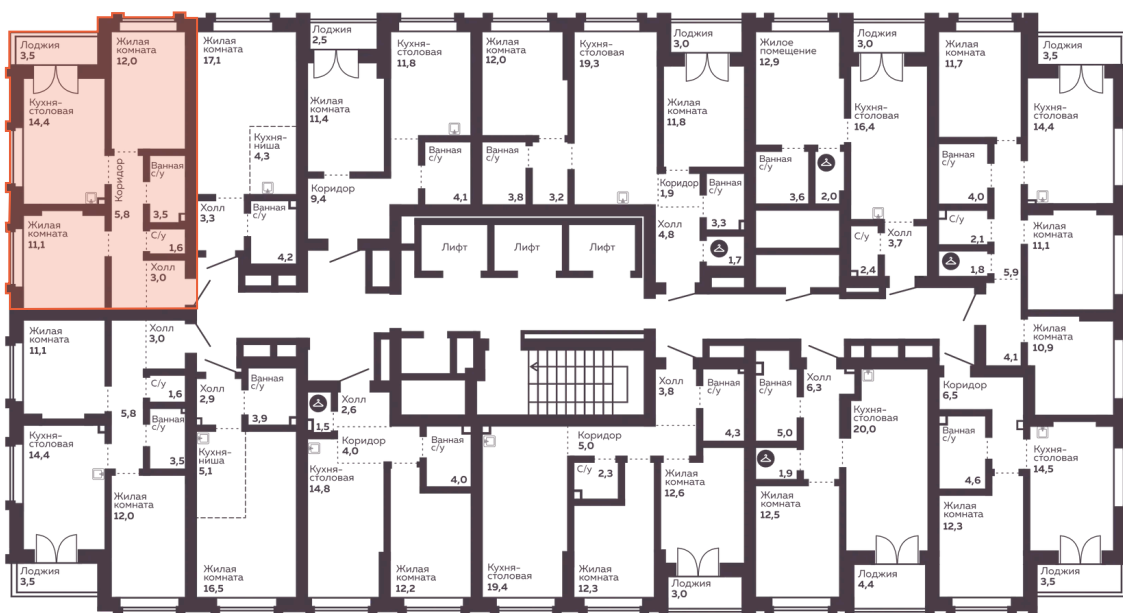 Лоджия
3,5
Жилая
комната
12,0
Кухня-
столовая
14,4
Коридор
5,8
Ванная
с/у
3,5
С/у
1,6
Жилая
комната
11,1
Холл
3,0
Жилая
комната
17,1
Кухня-
ниша
4,3
Холл
3,3
Ванная
с/у
4,2
Лоджия
2,5
Жилая
комната
11,4
Коридор
9,4
Кухня-
столовая
11,8
Ванная
с/у
4,1
Жилая
комната
12,0
Ванная
с/у
3,8
3,2
Кухня-
столовая
19,3
Лифт
Лифт
Лифт
Лоджия
3,0
Жилая
комната
11,8
Коридор
1,9
Ванная
с/у
3,3
Холл
4,8
1,7
Жилое
помещение
12,9
Ванная
с/у
3,6
2,0
Лоджия
3,0
Кухня-
столовая
16,4
С/у
2,4
Холл
3,7
Жилая
комната
11,7
Ванная
с/у
4,0
С/у
2,1
1,8
5,9
Лоджия
3,5
Кухня-
столовая
14,4
Жилая
комната
11,1
Жилая
комната
11,1
Холл
3,0
С/у
1,6
5,8
Ванная
с/у
3,5
Кухня-
столовая
14,4
Жилая
комната
12,0
Лоджия
3,5
Холл
2,9
Ванная
с/у
3,9
Кухня-
ниша
5,1
Жилая
комната
16,5
Холл
2,6
1,5
Коридор
4,0
Кухня-
столовая
14,8
Ванная
с/у
4,0
Жилая
комната
12,2
Кухня-
столовая
19,4
Коридор
5,0
С/у
2,3
Жилая
комната
12,3
Холл
3,8
Ванная
с/у
4,3
Жилая
комната
12,6
Лоджия
3,0
Ванная
с/у
5,0
Холл
6,3
1,9
Жилая
комната
12,5
Кухня-
столовая
20,0
Лоджия
4,4
4,1
Жилая
комната
10,9
Коридор
6,5
Ванная
с/у
4,6
Кухня-
столовая
14,5
Жилая
комната
12,3
Лоджия
3,5